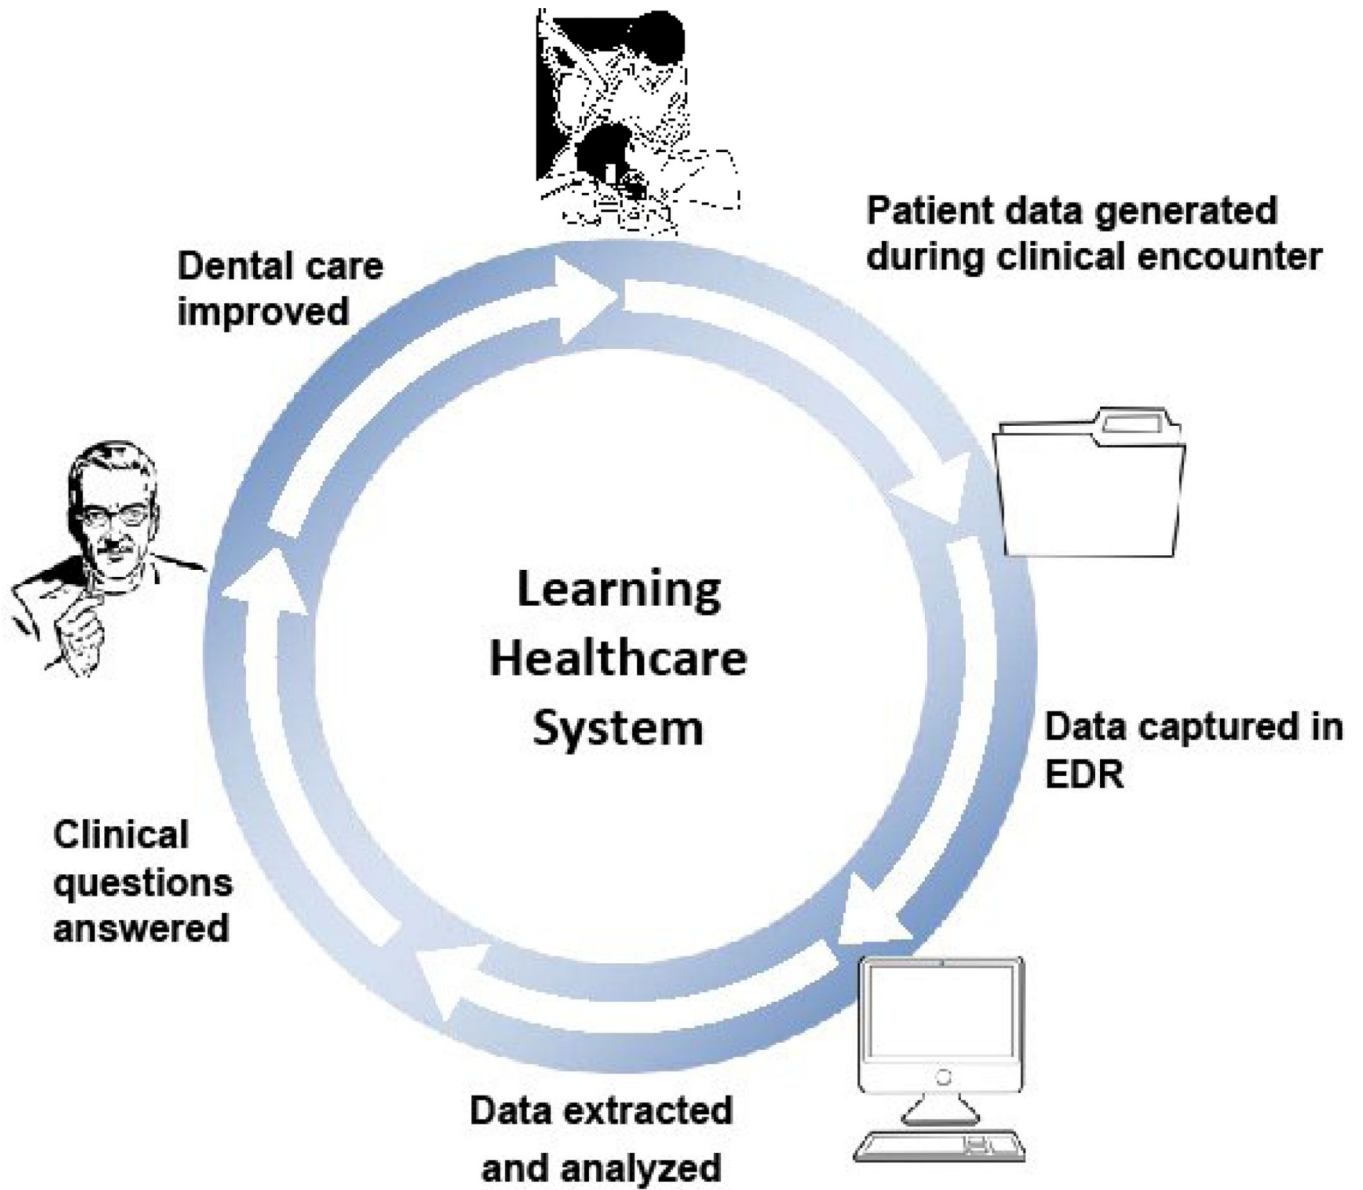 Patient data generated
during clinical encounter
Dental care
improved
Learning
Healthcare
System
Data captured in
EDR
Clinical
questions
answered
Data extracted
and analyzed